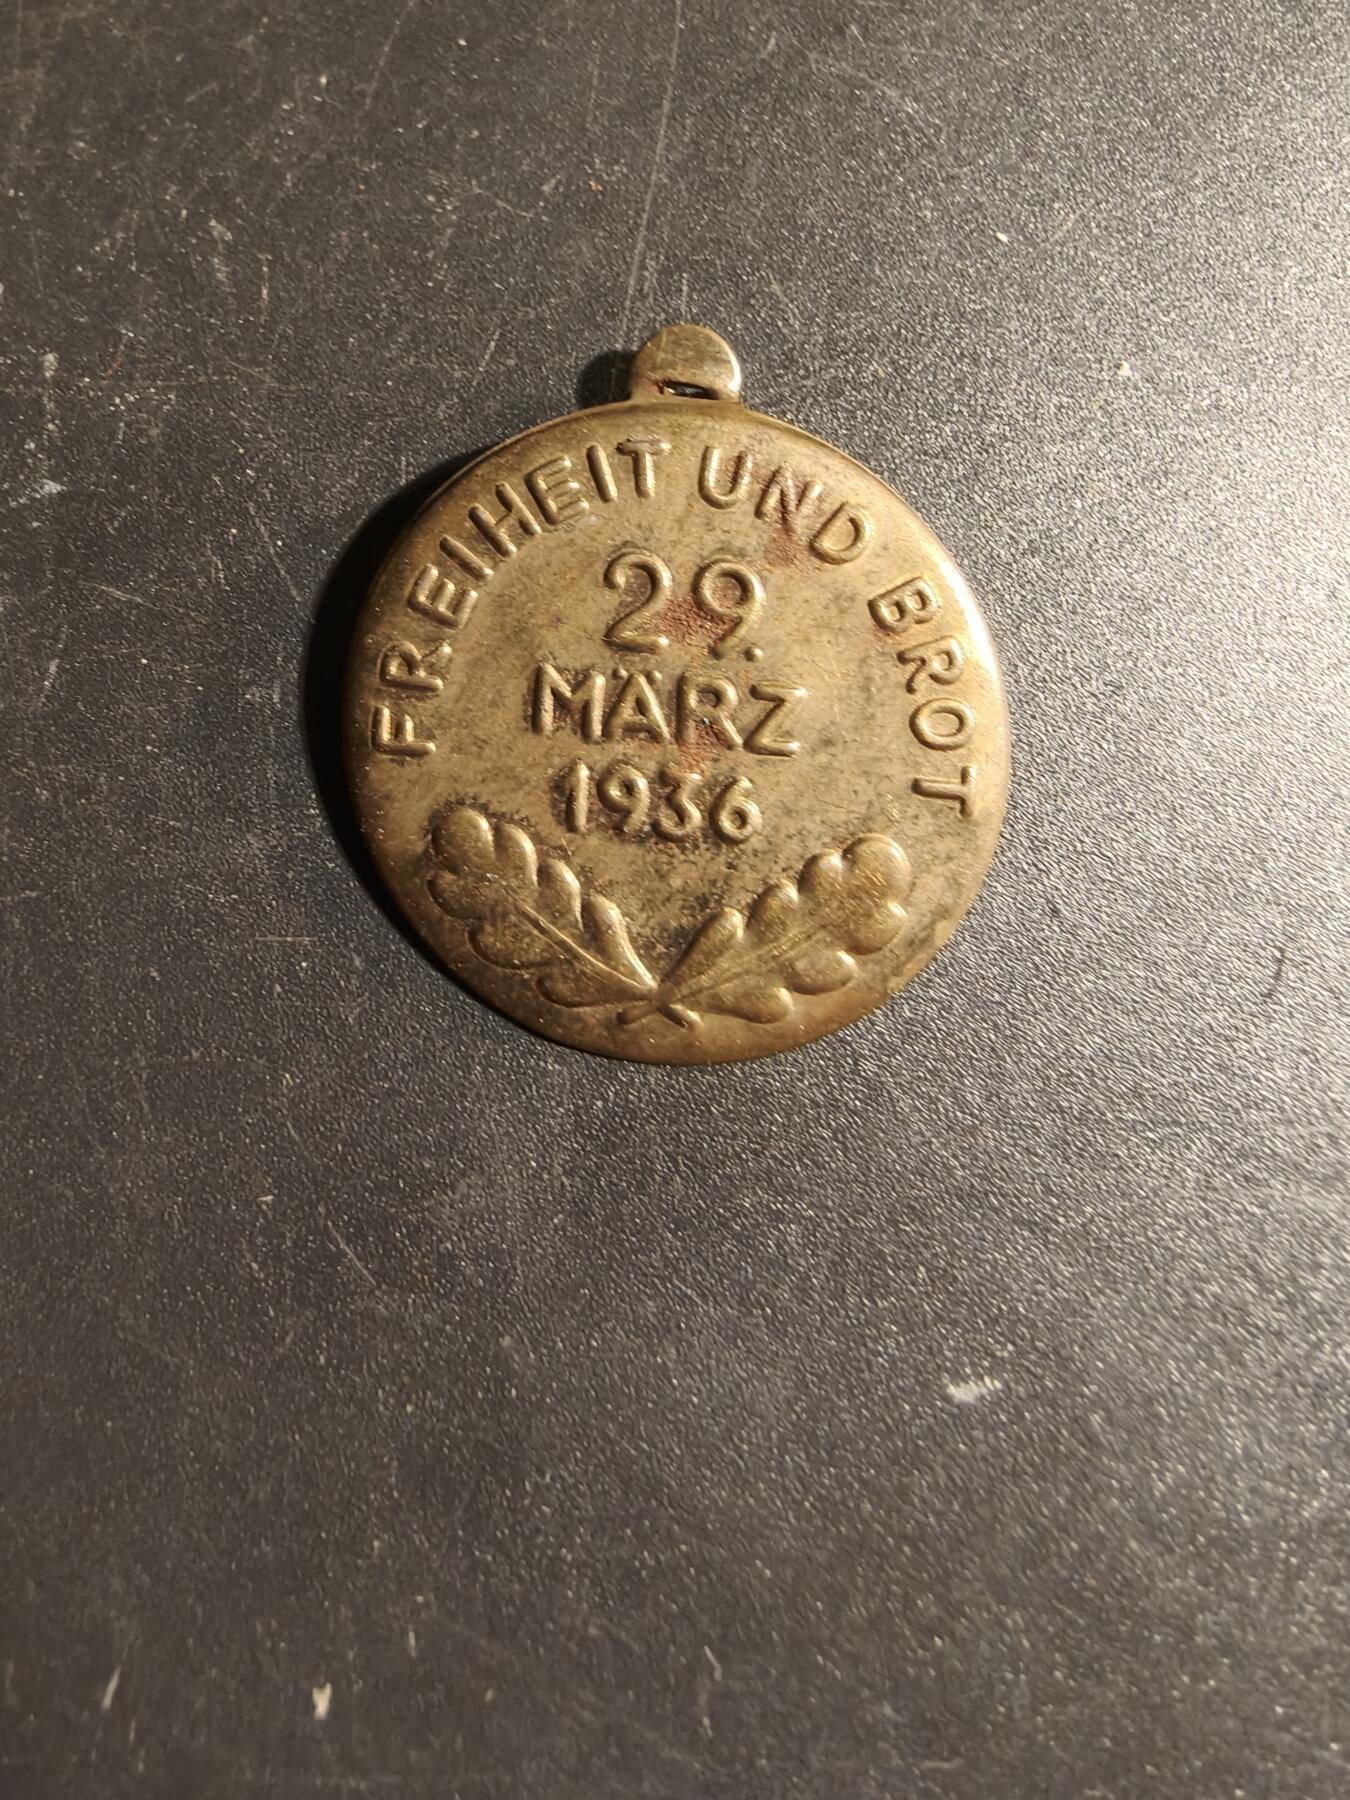 FREIHEIT UND BROT
29.
MÄRZ
1936